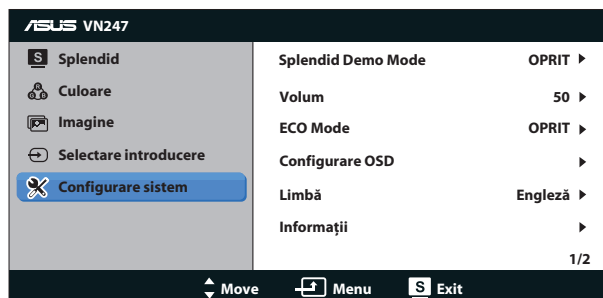 ASUS VN247
S Splendid
Culoare
Imagine
Selectare introducere
Configurare sistem
Splendid Demo Mode OPRIT
Volum 50
ECO Mode OPRIT
Configurare OSD
Limbă Engleză
Informații
1/2
Move Menu S Exit